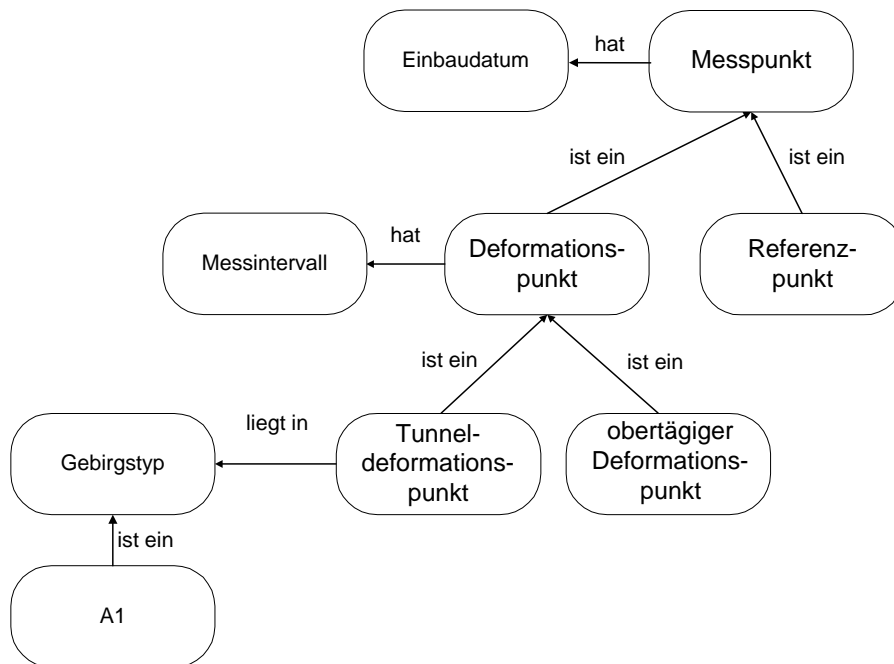 hat
Einbaudatum
Messpunkt
ist ein
ist ein
hat
Messintervall
Deformations-
punkt
Referenz-
punkt
ist ein
ist ein
liegt in
Gebirgstyp
Tunnel-
deformations-
punkt
obertägiger
Deformations-
punkt
ist ein
A1